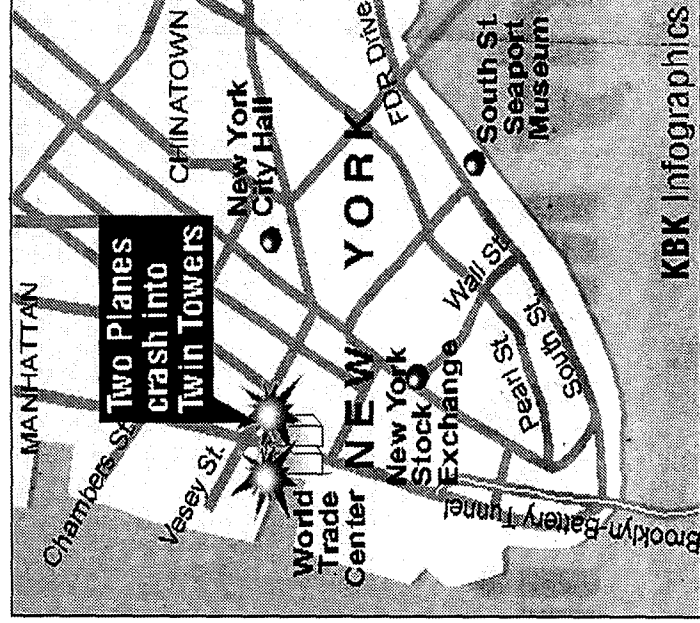 MANHATTAN
CHINATOWN
Two Planes
crash into
Twin Towers
Chambers St.
Vesey St.
New York
City Hall
World
Trade
Center
NEW YORK
FDR Drive
New York
Stock
Exchange
Wall St.
Pearl St.
South St.
South St.
Seaport
Museum
Brooklyn-Battery Tunnel
KBK Infographics